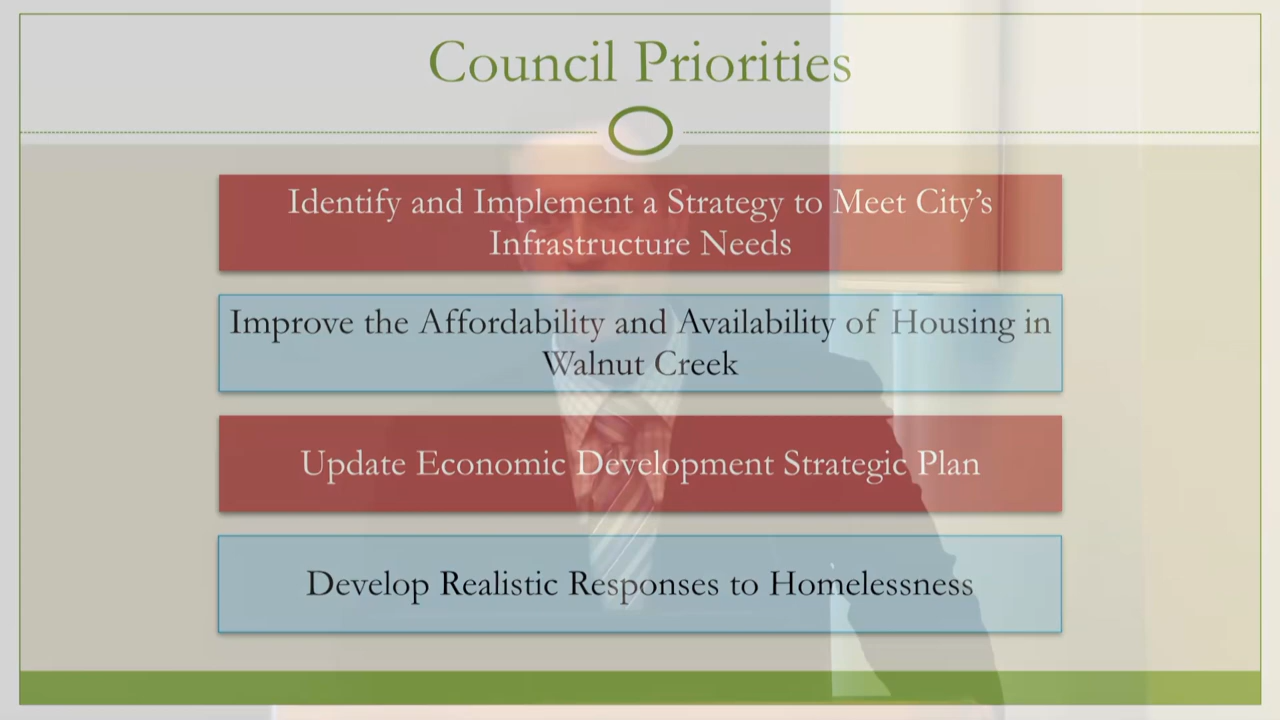 Council Priorities
Identify and Implement a Strategy to Meet City’s
Infrastructure Needs
Improve the Affordability and Availability of Housing in
Walnut Creek
Update Economic Development Strategic Plan
Develop Realistic Responses to Homelessness